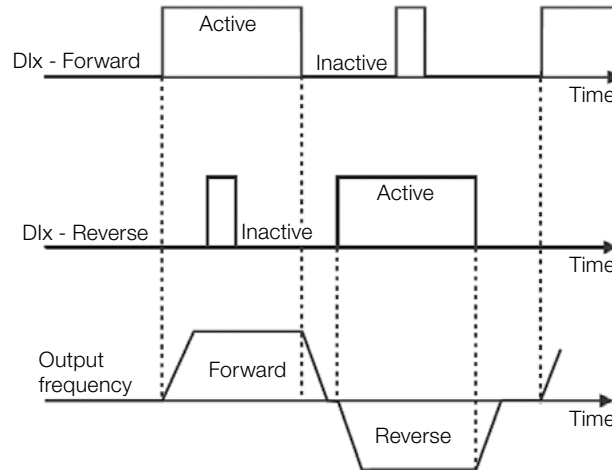 Active
DIx - Forward
Inactive
Time
Active
DIx - Reverse
Inactive
Time
Output
frequency
Forward
Time
Reverse